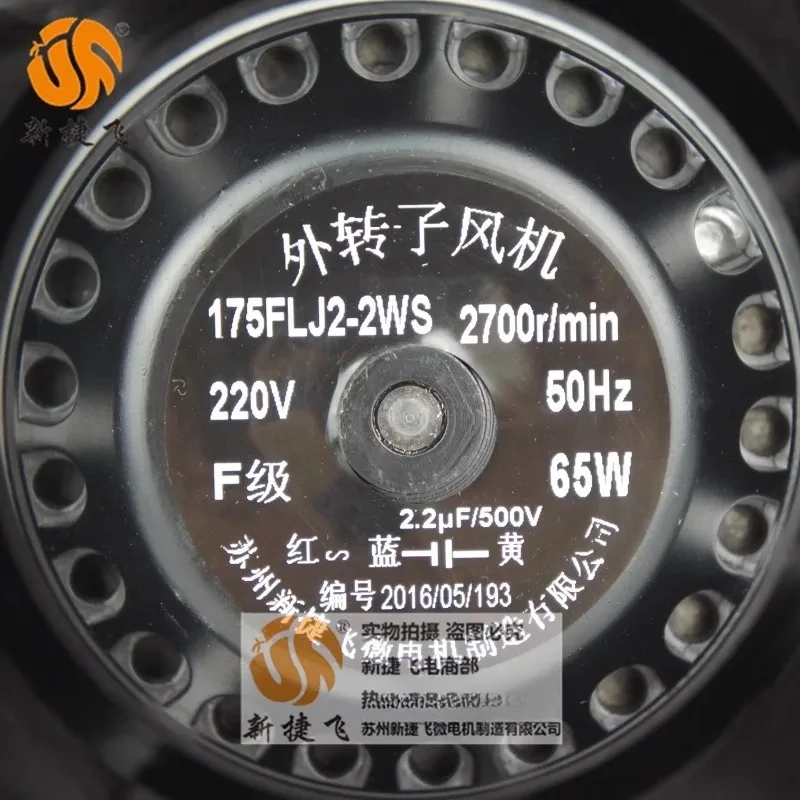 ®
新捷飞
外转子风机
175FLJ2-2WS 2700r/min
220V 50Hz
F级 65W
2.2μF/500V
红∽ 蓝 黄
编号2016/05/193
苏州新捷飞微电机制造有限公司
®
实物拍摄 盗图必究
新捷飞电商部
新捷飞
苏州新捷飞微电机制造有限公司